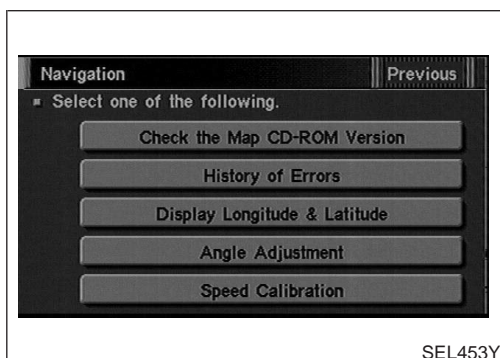 Navigation Previous
Select one of the following.
Check the Map CD-ROM Version
History of Errors
Display Longitude & Latitude
Angle Adjustment
Speed Calibration
SEL453Y